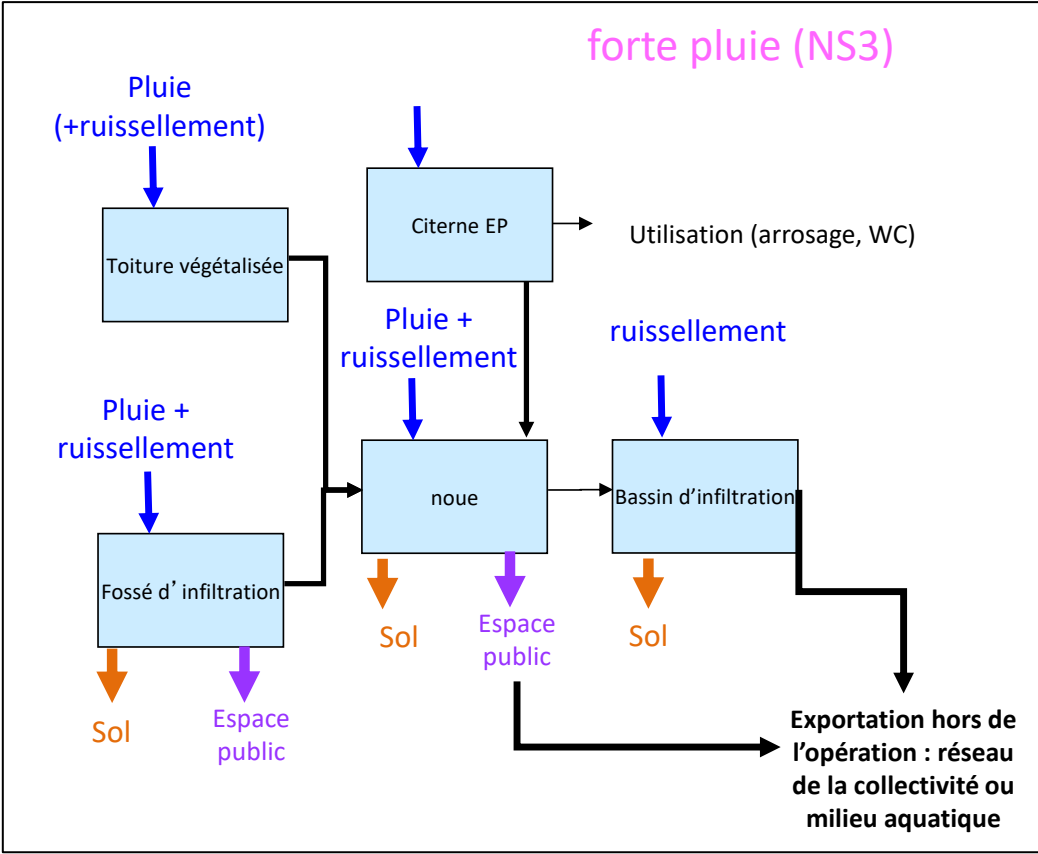 forte pluie (NS3)
Pluie
(+ruissellement)
Citerne EP
Utilisation (arrosage, WC)
Toiture végétalisée
Pluie +
ruissellement
ruissellement
Pluie +
ruissellement
noue
Bassin d'infiltration
Fossé d' infiltration
Sol
Espace
public
Sol
Sol
Espace
public
Exportation hors de
l'opération : réseau
de la collectivité ou
milieu aquatique